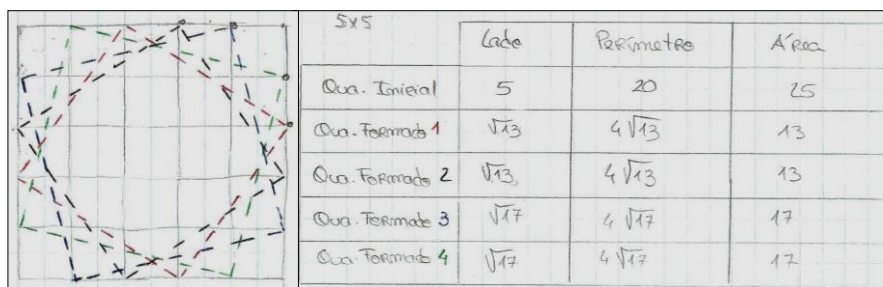 5x5
Lado Perímetro Área
Qua. Inicial 5 20 25
Qua. Formado 1 √13 4√13 13
Qua. Formado 2 √13 4√13 13
Qua. Formado 3 √17 4√17 17
Qua. Formado 4 √17 4√17 17